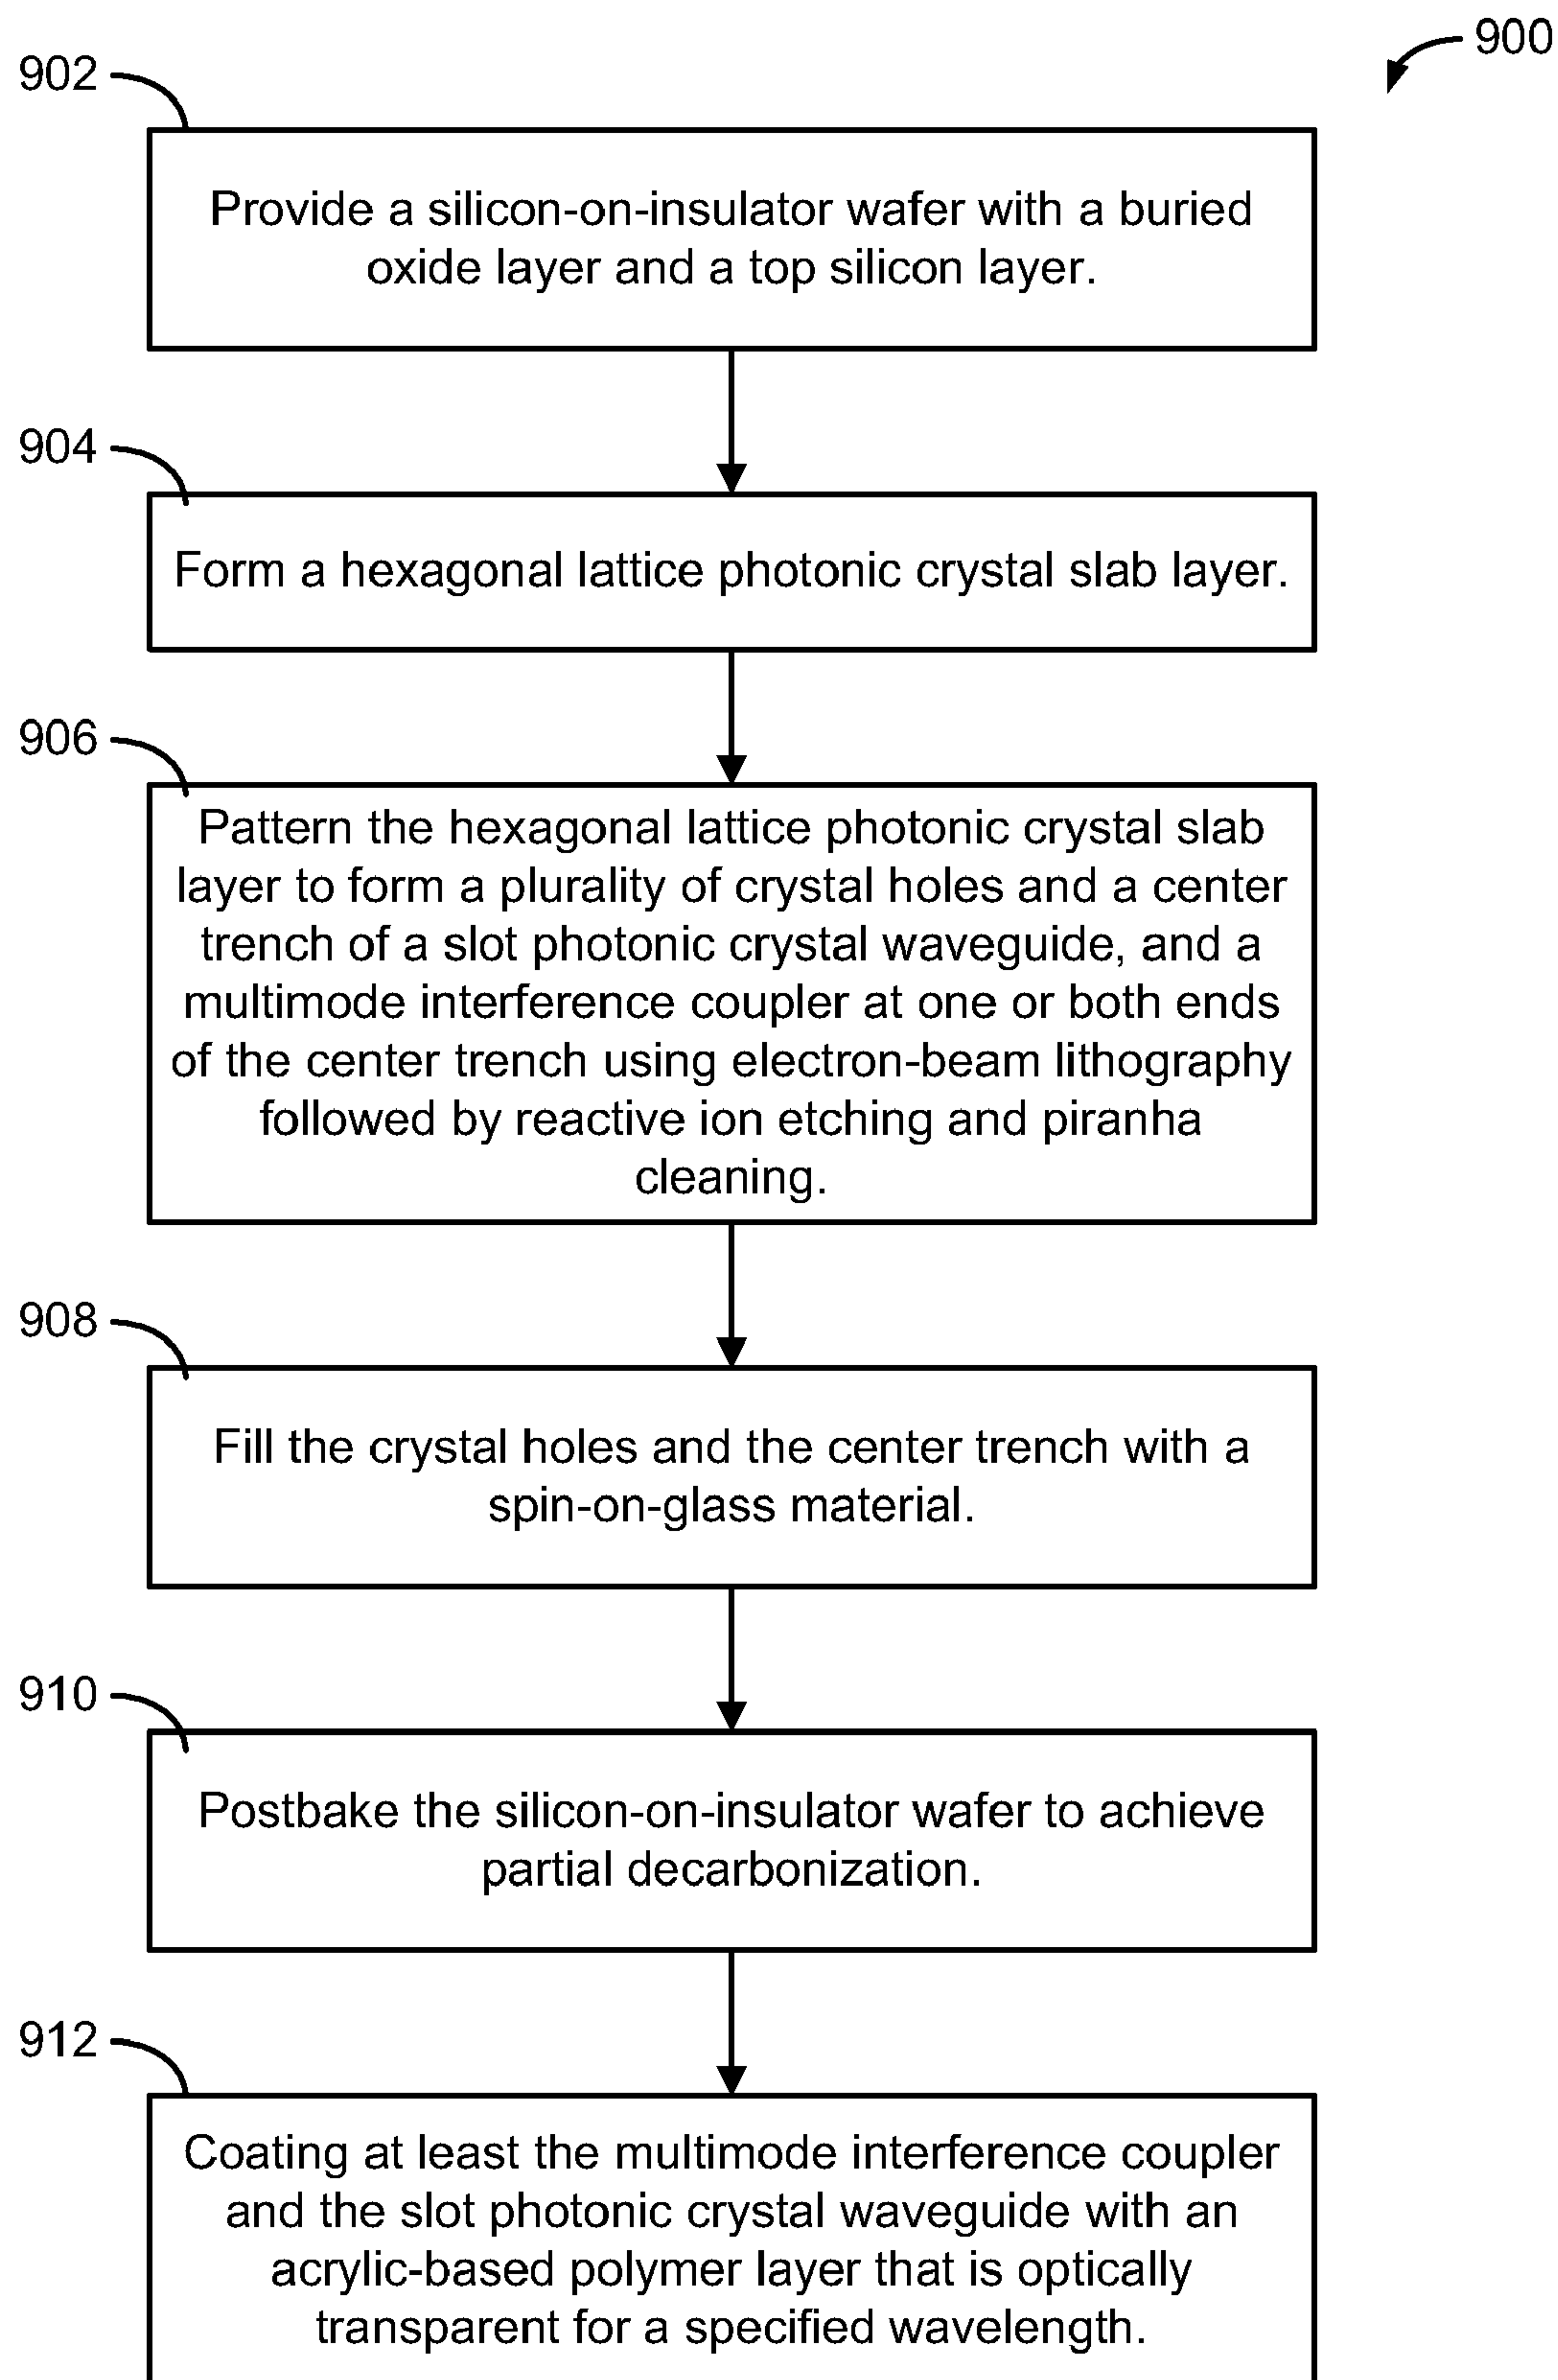 900
902
Provide a silicon-on-insulator wafer with a buried
oxide layer and a top silicon layer.
904
Form a hexagonal lattice photonic crystal slab layer.
906
Pattern the hexagonal lattice photonic crystal slab
layer to form a plurality of crystal holes and a center
trench of a slot photonic crystal waveguide, and a
multimode interference coupler at one or both ends
of the center trench using electron-beam lithography
followed by reactive ion etching and piranha
cleaning.
908
Fill the crystal holes and the center trench with a
spin-on-glass material.
910
Postbake the silicon-on-insulator wafer to achieve
partial decarbonization.
912
Coating at least the multimode interference coupler
and the slot photonic crystal waveguide with an
acrylic-based polymer layer that is optically
transparent for a specified wavelength.